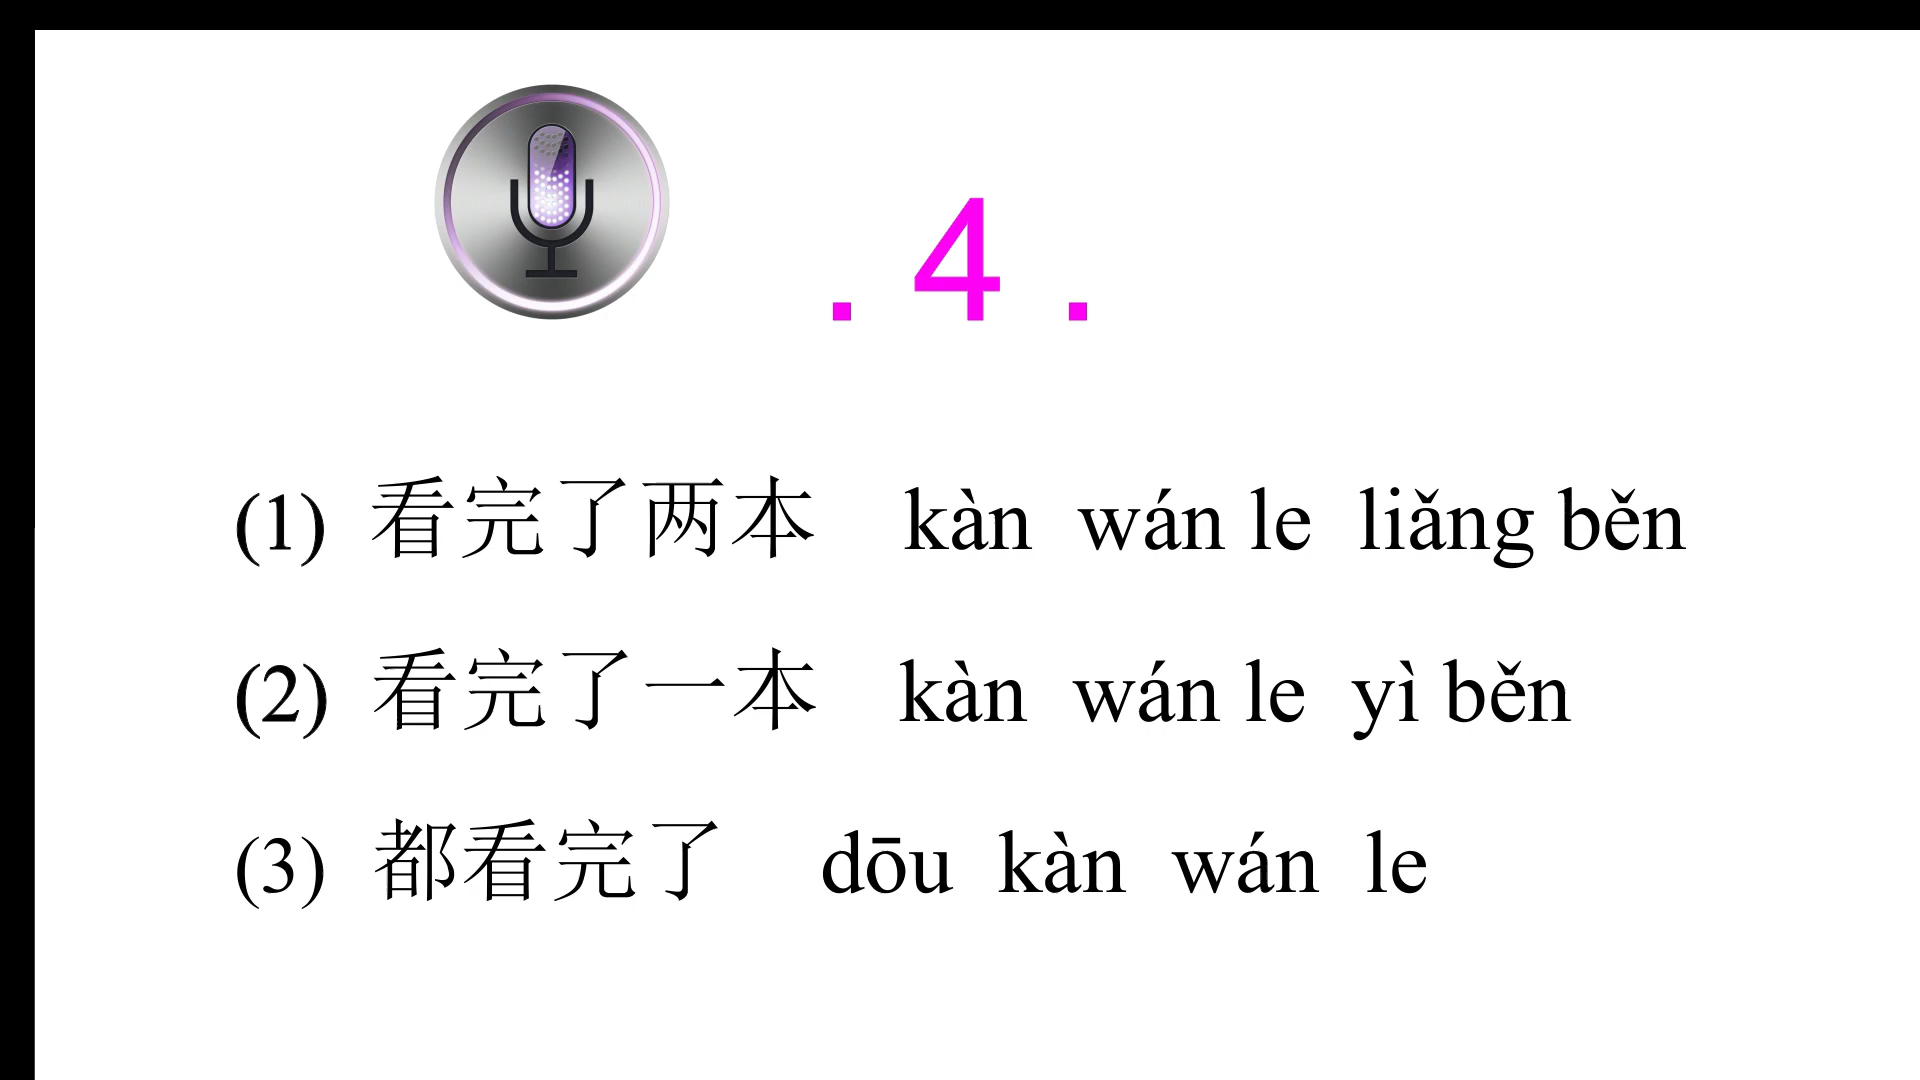 . 4 .
(1) 看完了两本 kàn wán le liǎng běn
(2) 看完了一本 kàn wán le yì běn
(3) 都看完了 dōu kàn wán le